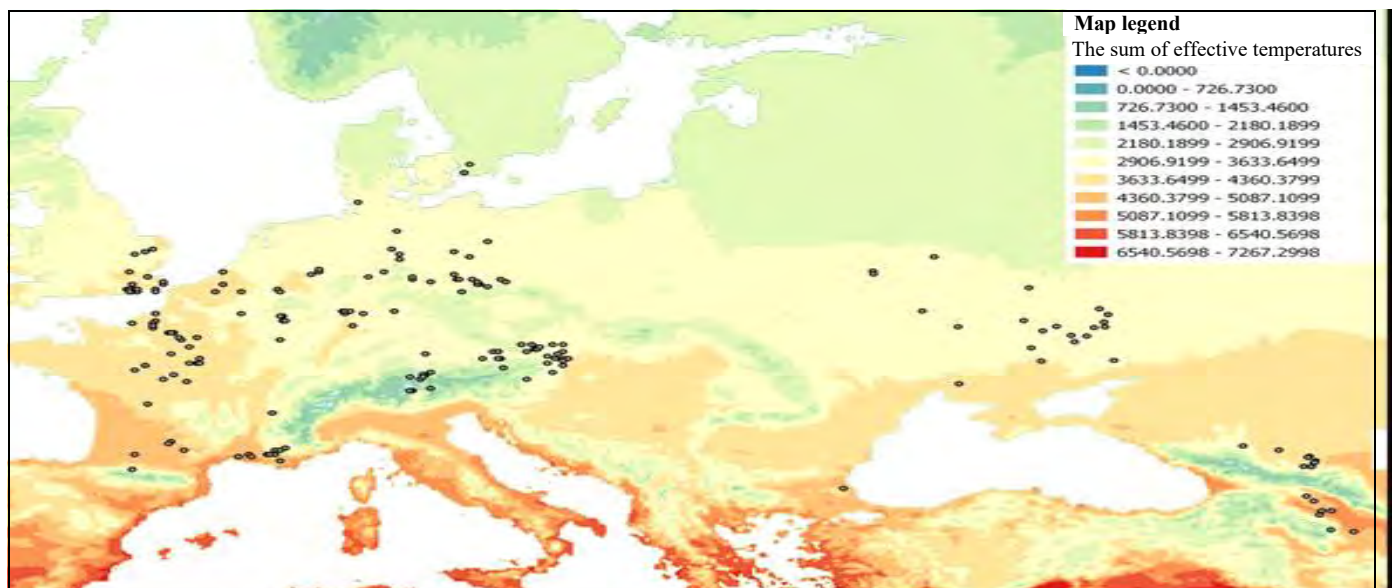 Map legend
The sum of effective temperatures
< 0.0000
0.0000 - 726.7300
726.7300 - 1453.4600
1453.4600 - 2180.1899
2180.1899 - 2906.9199
2906.9199 - 3633.6499
3633.6499 - 4360.3799
4360.3799 - 5087.1099
5087.1099 - 5813.8398
5813.8398 - 6540.5698
6540.5698 - 7267.2998